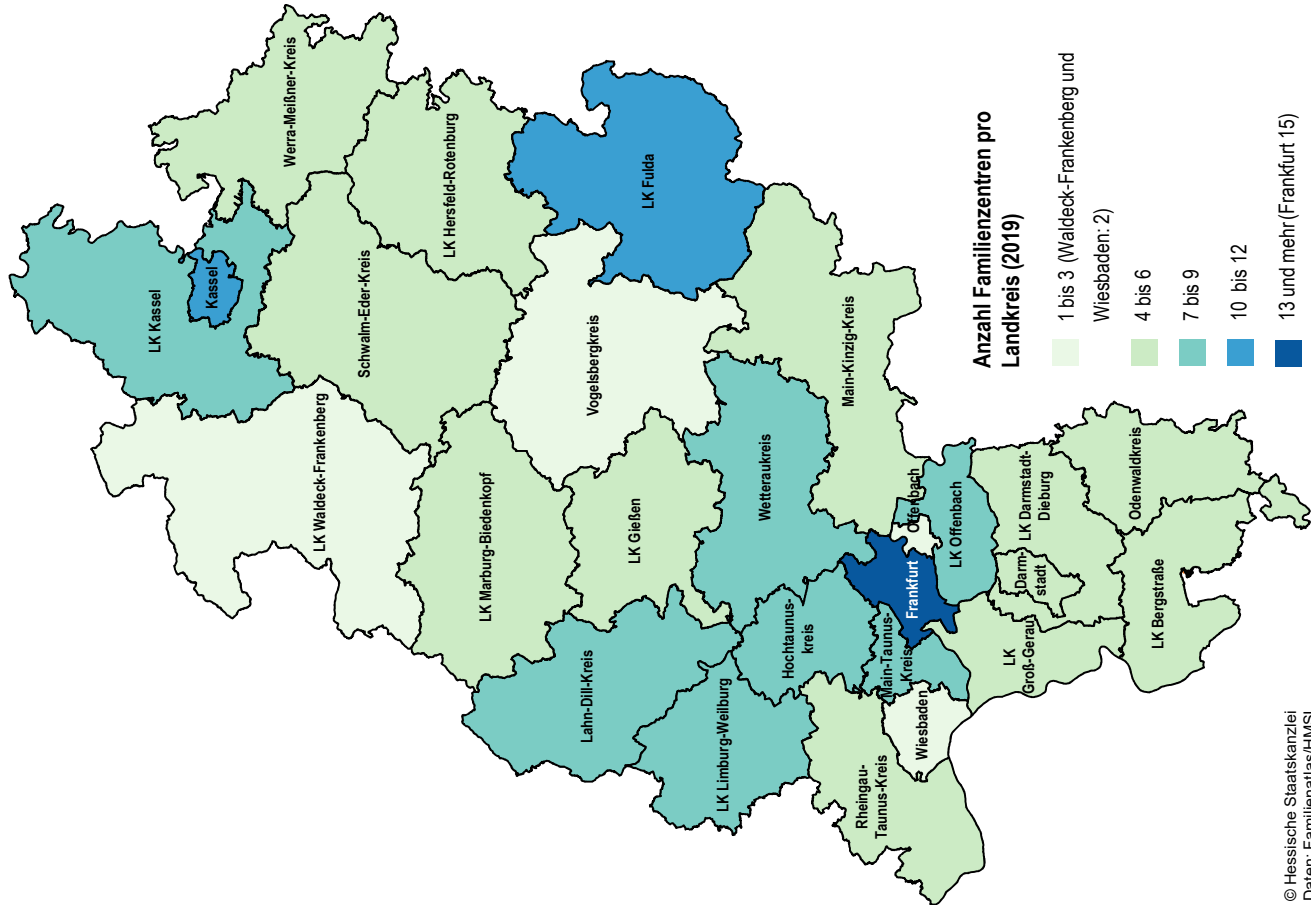 LK Kassel
Kassel
Werra-Meißner-Kreis
LK Waldeck-Frankenberg
Schwalm-Eder-Kreis
LK Hersfeld-Rotenburg
LK Marburg-Biedenkopf
Vogelsbergkreis
LK Fulda
Lahn-Dill-Kreis
LK Gießen
LK Limburg-Weilburg
Wetteraukreis
Hochtaunus-
kreis
Main-Kinzig-Kreis
Rheingau-
Taunus-Kreis
Main-Taunus-
Kreis
Wiesbaden
Frankfurt
Offenbach
LK Offenbach
LK
Groß-Gerau
Darm-
stadt
LK Darmstadt-
Dieburg
LK Bergstraße
Odenwaldkreis
Anzahl Familienzentren pro
Landkreis (2019)
1 bis 3 (Waldeck-Frankenberg und
Wiesbaden: 2)
4 bis 6
7 bis 9
10 bis 12
13 und mehr (Frankfurt 15)
© Hessische Staatskanzlei
Daten: Familienatlas/HMSI